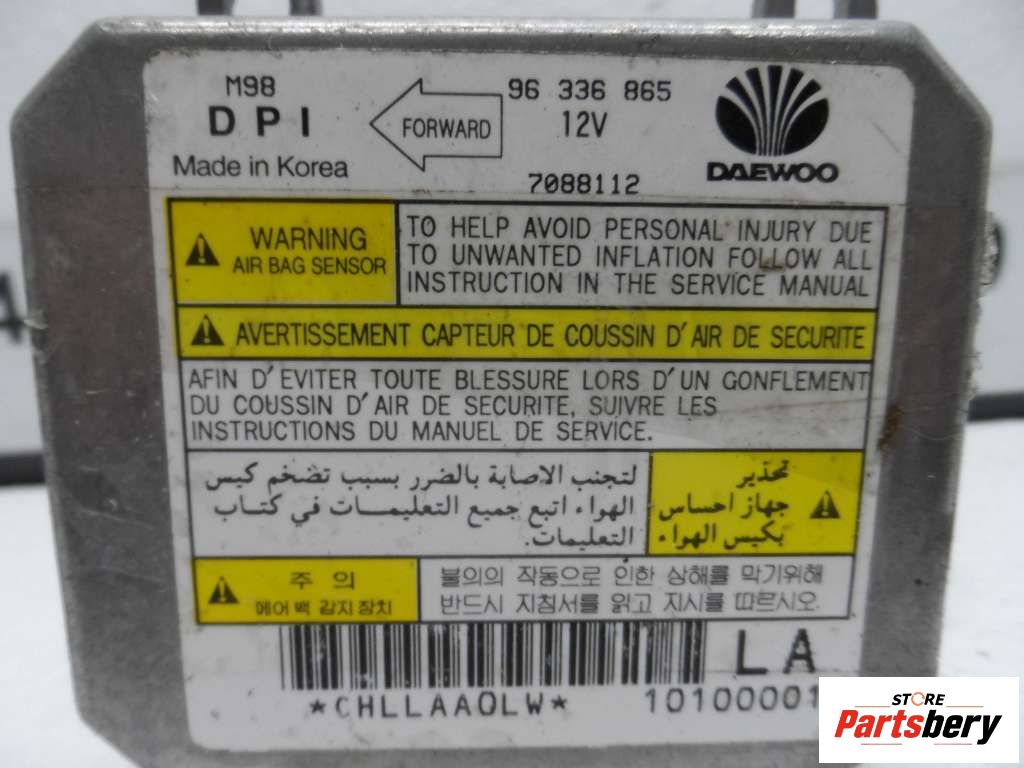 M98
DPI
Made in Korea
FORWARD
96 336 865
12V
7088112
DAEWOO
WARNING
AIR BAG SENSOR
TO HELP AVOID PERSONAL INJURY DUE
TO UNWANTED INFLATION FOLLOW ALL
INSTRUCTION IN THE SERVICE MANUAL
AVERTISSEMENT CAPTEUR DE COUSSIN D'AIR DE SECURITE
AFIN D'EVITER TOUTE BLESSURE LORS D'UN GONFLEMENT
DU COUSSIN D'AIR DE SECURITE, SUIVRE LES
INSTRUCTIONS DU MANUEL DE SERVICE.
تحذير
جهاز احساس
بكيس الهواء
لتجنب الاصابة بالضرر بسبب تضخم كيس
الهواء اتبع جميع التعليمات في كتاب
التعليمات.
주 의
에어 백 감지 장치
불의의 작동으로 인한 상해를 막기위해
반드시 지침서를 읽고 지시를 따르시오.
LA
*CHLLAAOLW*
10100001
STORE
Partsbery